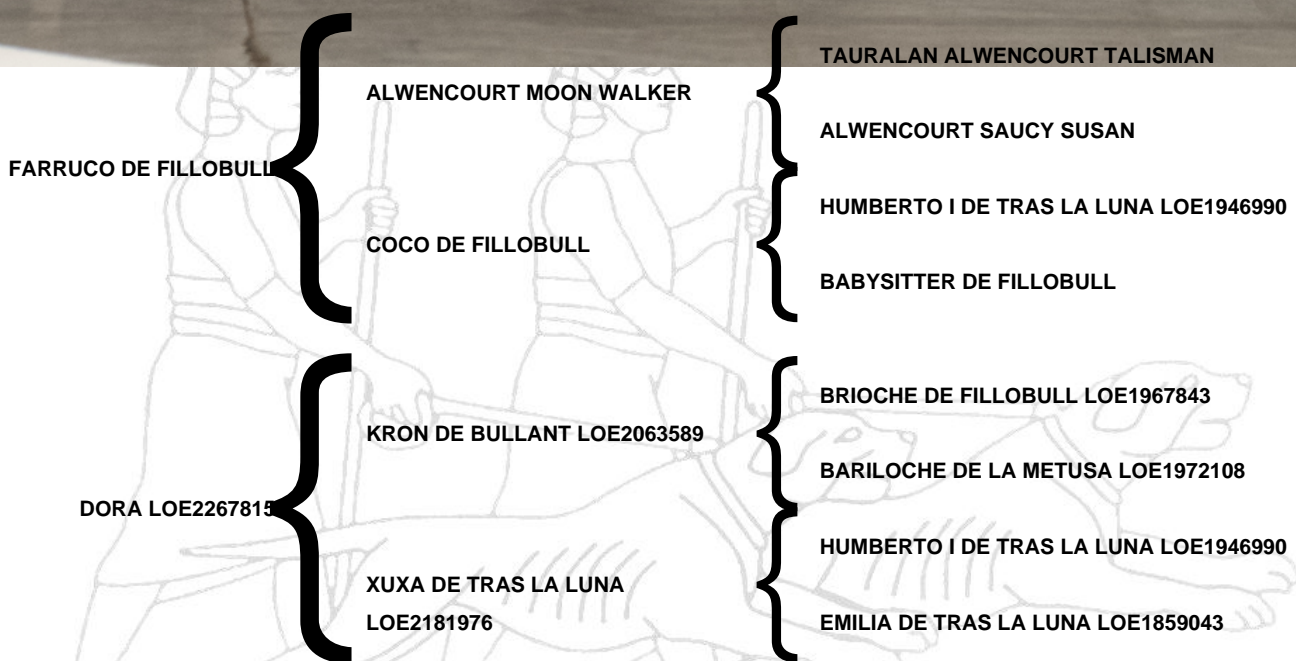 TAURALAN ALWENCOURT TALISMAN
ALWENCOURT MOON WALKER
ALWENCOURT SAUCY SUSAN
FARRUCO DE FILLOBULL
HUMBERTO I DE TRAS LA LUNA LOE1946990
COCO DE FILLOBULL
BABYSITTER DE FILLOBULL
BRIOCHE DE FILLOBULL LOE1967843
KRON DE BULLANT LOE2063589
BARILOCHE DE LA METUSA LOE1972108
DORA LOE2267815
HUMBERTO I DE TRAS LA LUNA LOE1946990
XUXA DE TRAS LA LUNA
LOE2181976
EMILIA DE TRAS LA LUNA LOE1859043